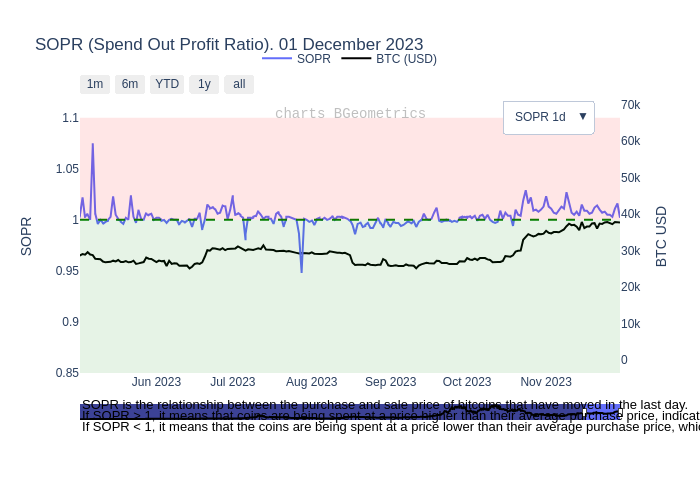 SOPR (Spend Out Profit Ratio). 01 December 2023
SOPR BTC (USD)
1m 6m YTD 1y all
charts BGeometrics
SOPR 1d ▼
1.1
1.05
1
0.95
0.9
0.85
SOPR
70k
60k
50k
40k
30k
20k
10k
0
BTC USD
Jun 2023 Jul 2023 Aug 2023 Sep 2023 Oct 2023 Nov 2023
SOPR is the relationship between the purchase and sale price of bitcoins that have moved in the last day.
If SOPR > 1, it means that coins are being spent at a price higher than their average purchase price, indicat
If SOPR < 1, it means that the coins are being spent at a price lower than their average purchase price, whi